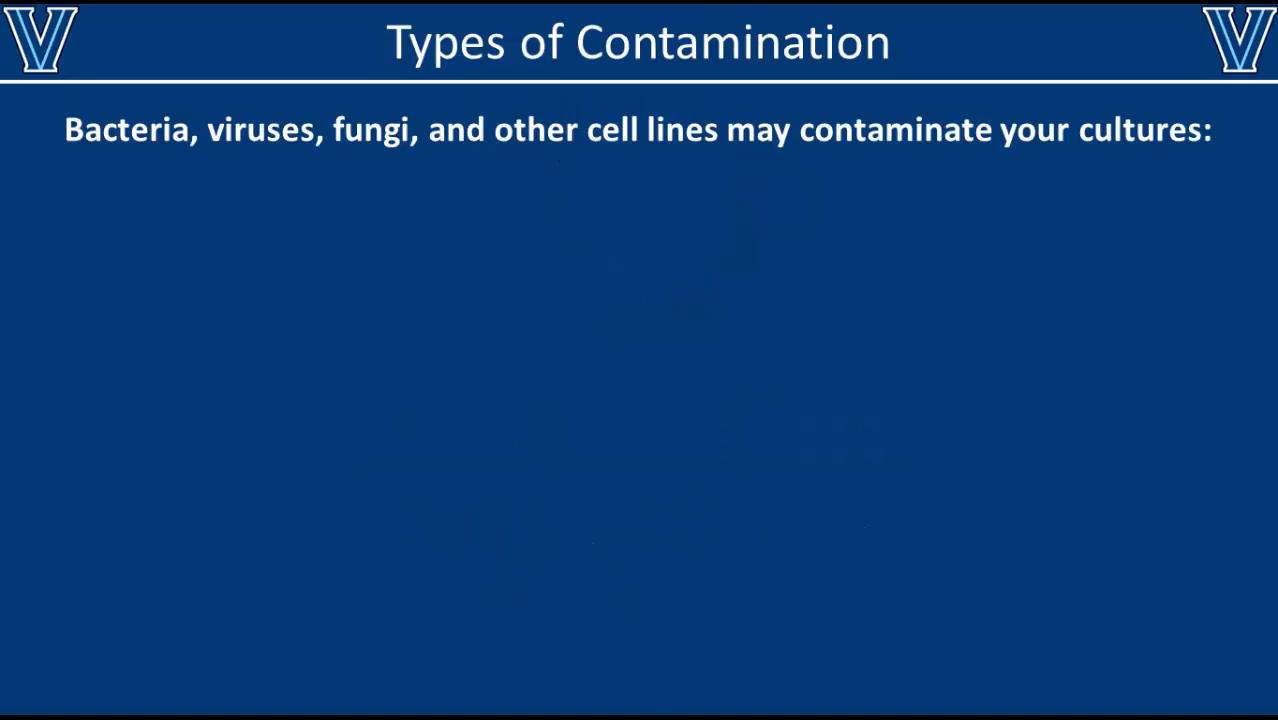 V
V
Types of Contamination
Bacteria, viruses, fungi, and other cell lines may contaminate your cultures: